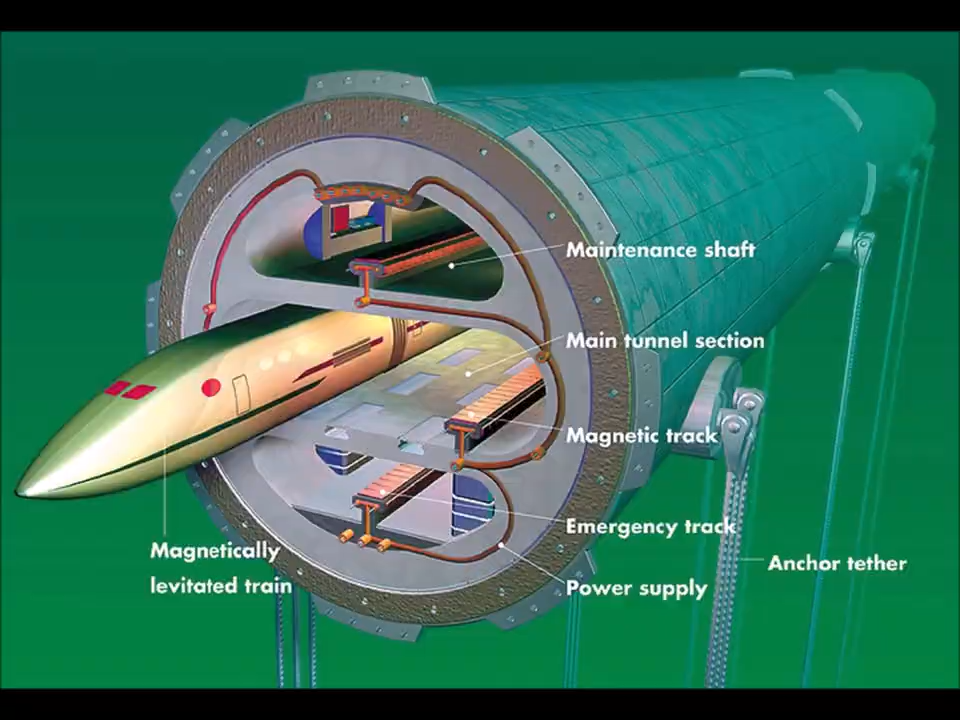 Maintenance shaft
Main tunnel section
Magnetic track
Emergency track
Magnetically
levitated train
Anchor tether
Power supply